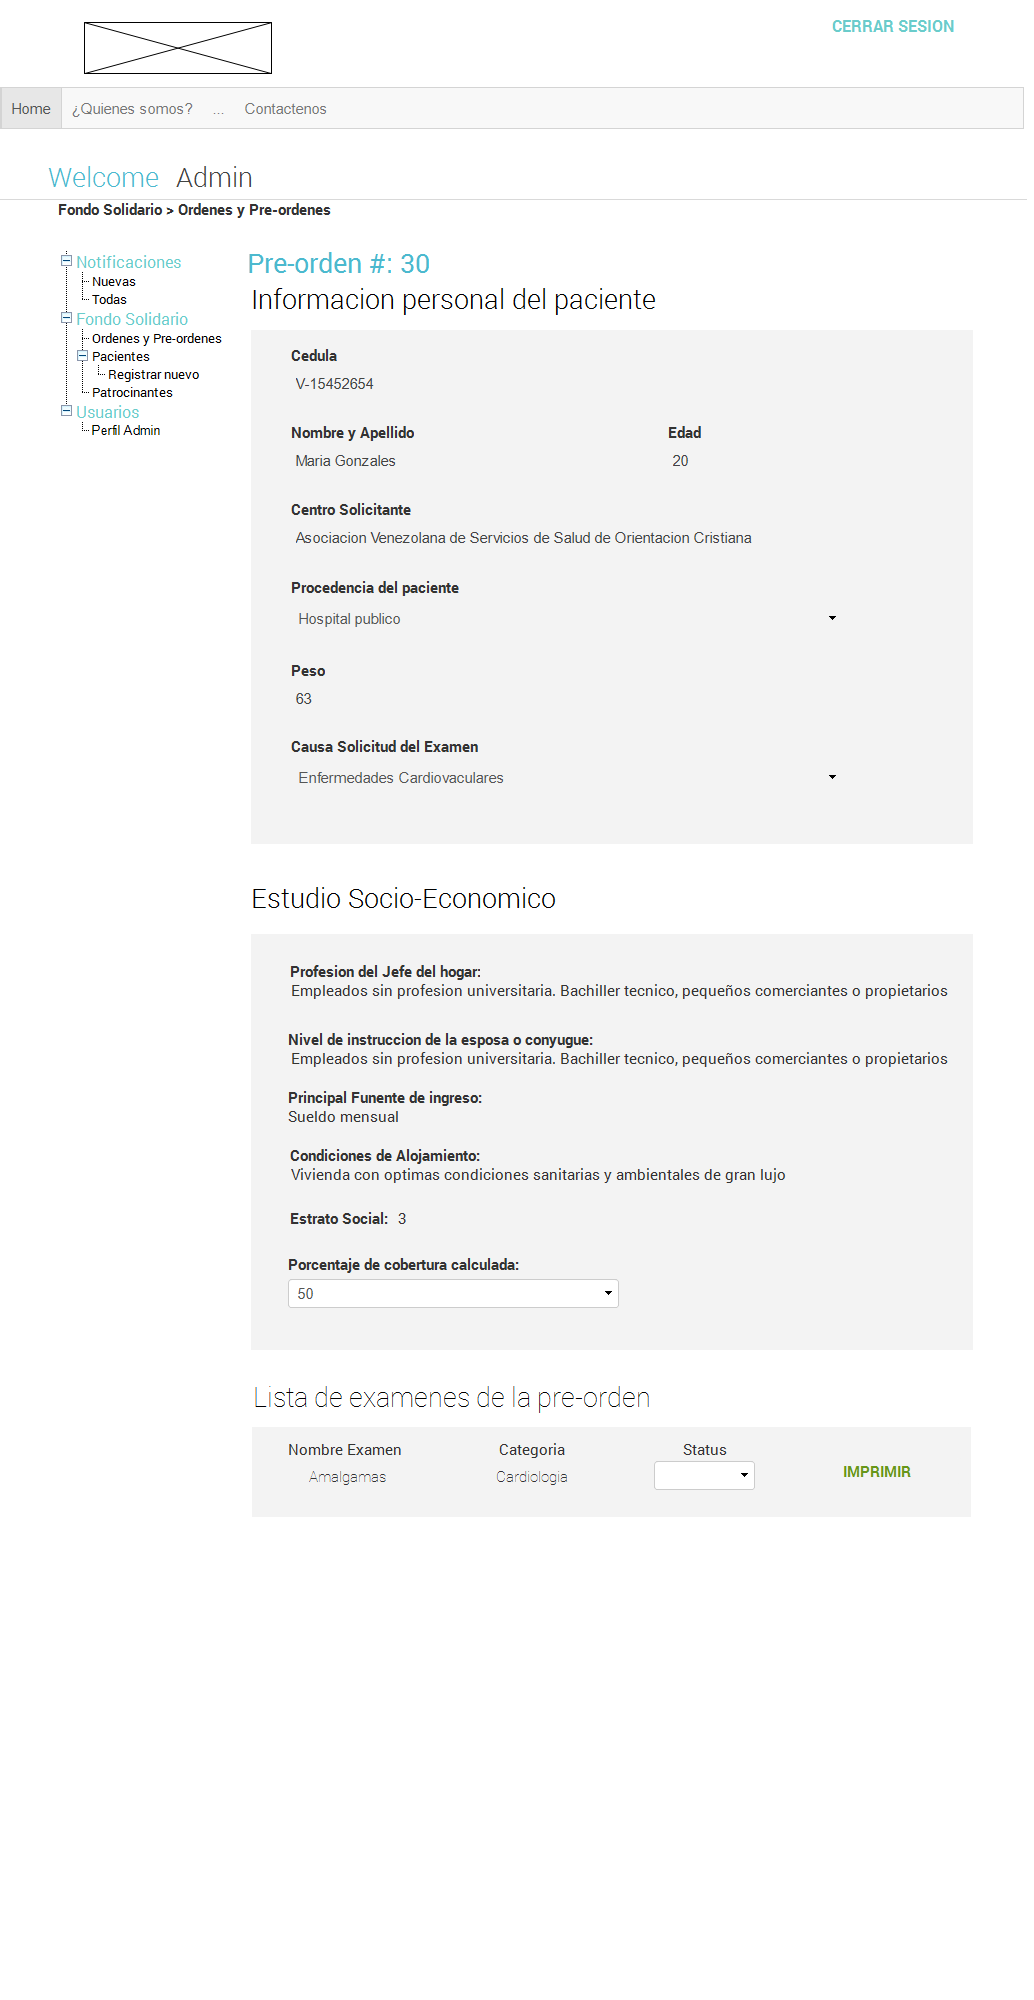 CERRAR SESION
Home ¿Quienes somos? ... Contactenos
Welcome Admin
Fondo Solidario > Ordenes y Pre-ordenes
Notificaciones
Nuevas
Todas
Fondo Solidario
Ordenes y Pre-ordenes
Pacientes
Registrar nuevo
Patrocinantes
Usuarios
Perfil Admin
Pre-orden #: 30
Informacion personal del paciente
Cedula
V-15452654
Nombre y Apellido Edad
Maria Gonzales 20
Centro Solicitante
Asociacion Venezolana de Servicios de Salud de Orientacion Cristiana
Procedencia del paciente
Hospital publico
Peso
63
Causa Solicitud del Examen
Enfermedades Cardiovaculares
Estudio Socio-Economico
Profesion del Jefe del hogar:
Empleados sin profesion universitaria. Bachiller tecnico, pequeños comerciantes o propietarios
Nivel de instruccion de la esposa o conyugue:
Empleados sin profesion universitaria. Bachiller tecnico, pequeños comerciantes o propietarios
Principal Funente de ingreso:
Sueldo mensual
Condiciones de Alojamiento:
Vivienda con optimas condiciones sanitarias y ambientales de gran lujo
Estrato Social: 3
Porcentaje de cobertura calculada:
50
Lista de examenes de la pre-orden
Nombre Examen Categoria Status
Amalgamas Cardiologia IMPRIMIR